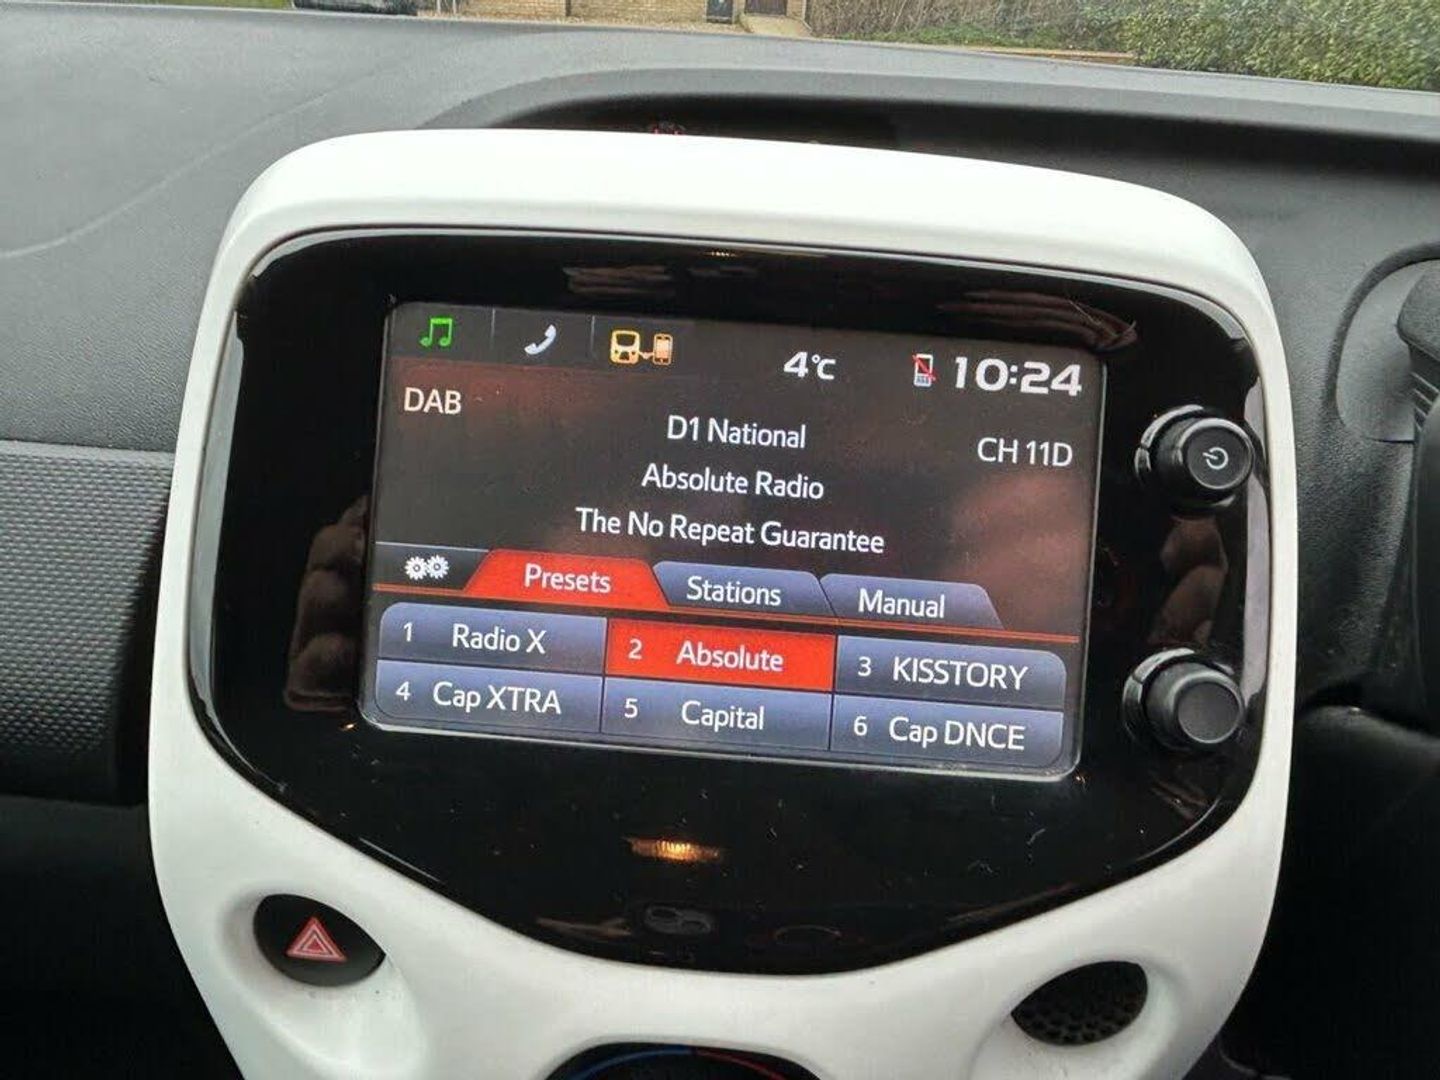 4°C 10:24
DAB
D1 National
CH 11D
Absolute Radio
The No Repeat Guarantee
Presets Stations Manual
1 Radio X 2 Absolute 3 KISSTORY
4 Cap XTRA 5 Capital 6 Cap DNCE